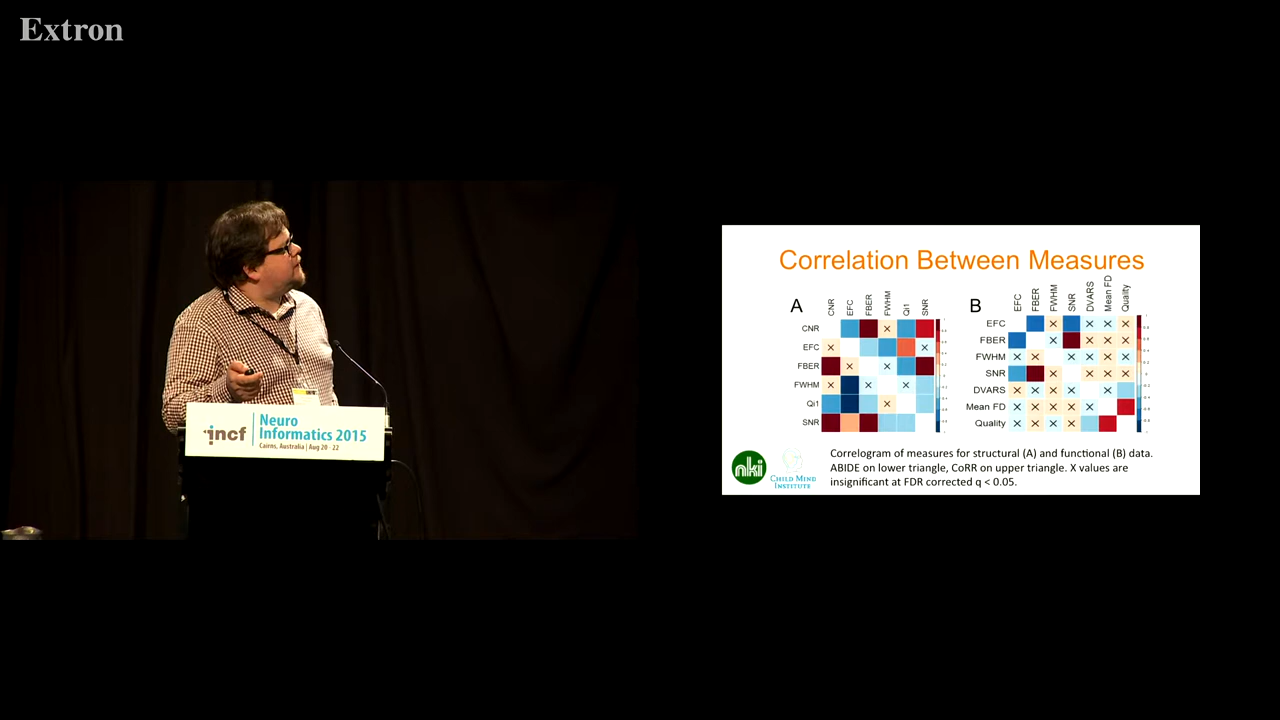 Extron
incf
Neuro
Informatics 2015
Cairns, Australia | Aug 20 22
Correlation Between Measures
A
CNR EFC FBER FWHM Qi1 SNR
CNR
EFC
FBER
FWHM
Qi1
SNR
B
EFC FBER FWHM SNR DVARS Mean FD Quality
EFC
FBER
FWHM
SNR
DVARS
Mean FD
Quality
nki
CHILD MIND
INSTITUTE
Correlogram of measures for structural (A) and functional (B) data.
ABIDE on lower triangle, CoRR on upper triangle. X values are
insignificant at FDR corrected q < 0.05.